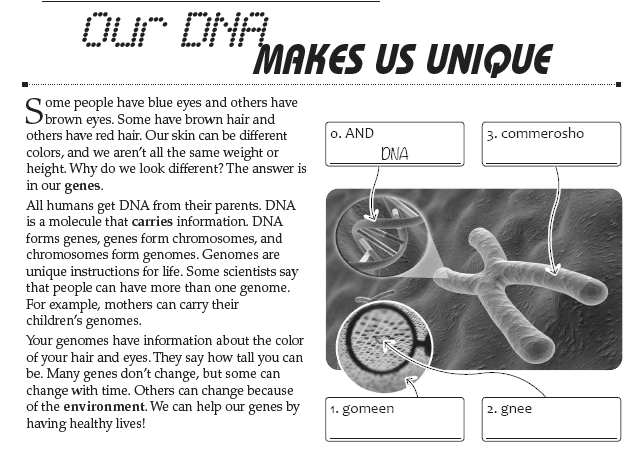 Our DNA
MAKES US UNIQUE
Some people have blue eyes and others have
brown eyes. Some have brown hair and
others have red hair. Our skin can be different
colors, and we aren't all the same weight or
height. Why do we look different? The answer is
in our genes.
All humans get DNA from their parents. DNA
is a molecule that carries information. DNA
forms genes, genes form chromosomes, and
chromosomes form genomes. Genomes are
unique instructions for life. Some scientists say
that people can have more than one genome.
For example, mothers can carry their
children's genomes.
Your genomes have information about the color
of your hair and eyes. They say how tall you can
be. Many genes don't change, but some can
change with time. Others can change because
of the environment. We can help our genes by
having healthy lives!
0. AND
DNA
3. commerosho
1. gomeen
2. gnee